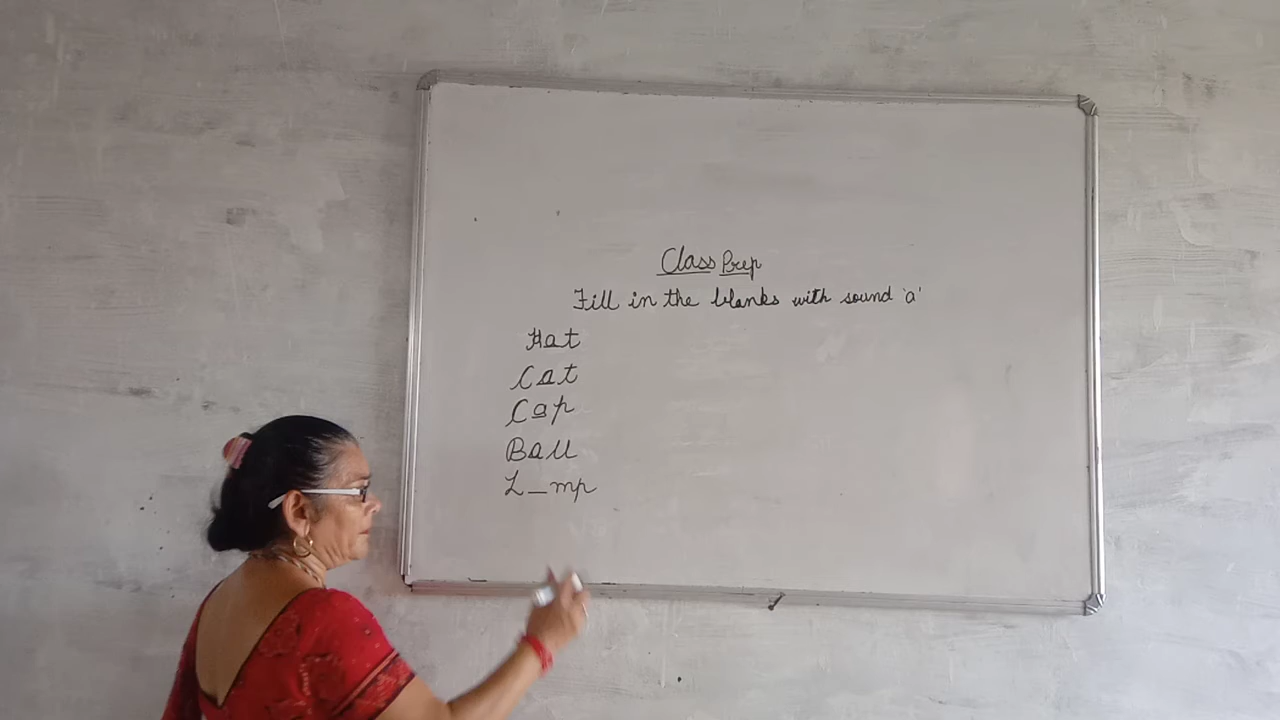 Class Prep
Fill in the blanks with sound 'a'
Hat
Cat
Cap
Ball
L_mp